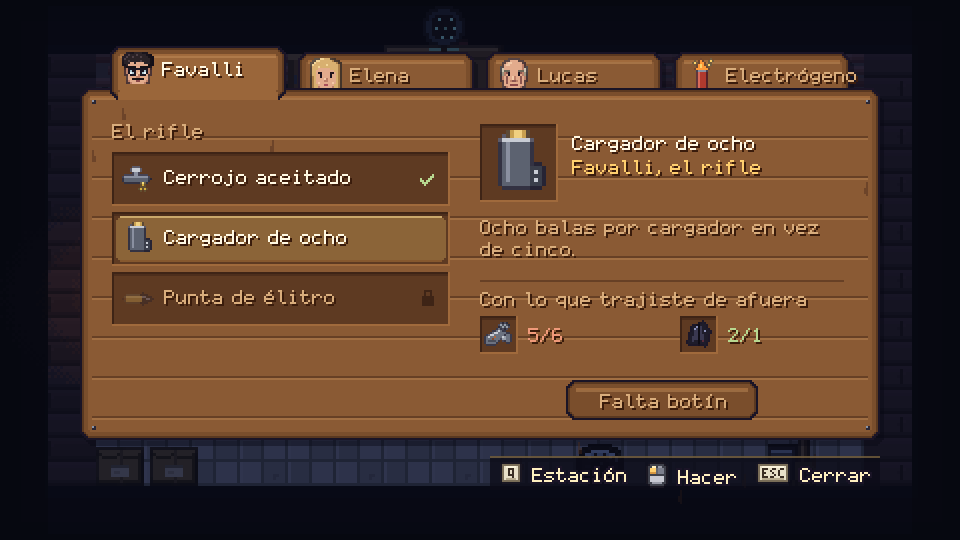 Favalli
Elena
Lucas
Electrógeno
El rifle
Cerrojo aceitado
Cargador de ocho
Punta de élitro
Cargador de ocho
Favalli, el rifle
Ocho balas por cargador en vez
de cinco.
Con lo que trajiste de afuera
5/6
2/1
Falta botín
Q Estación
Hacer
ESC Cerrar